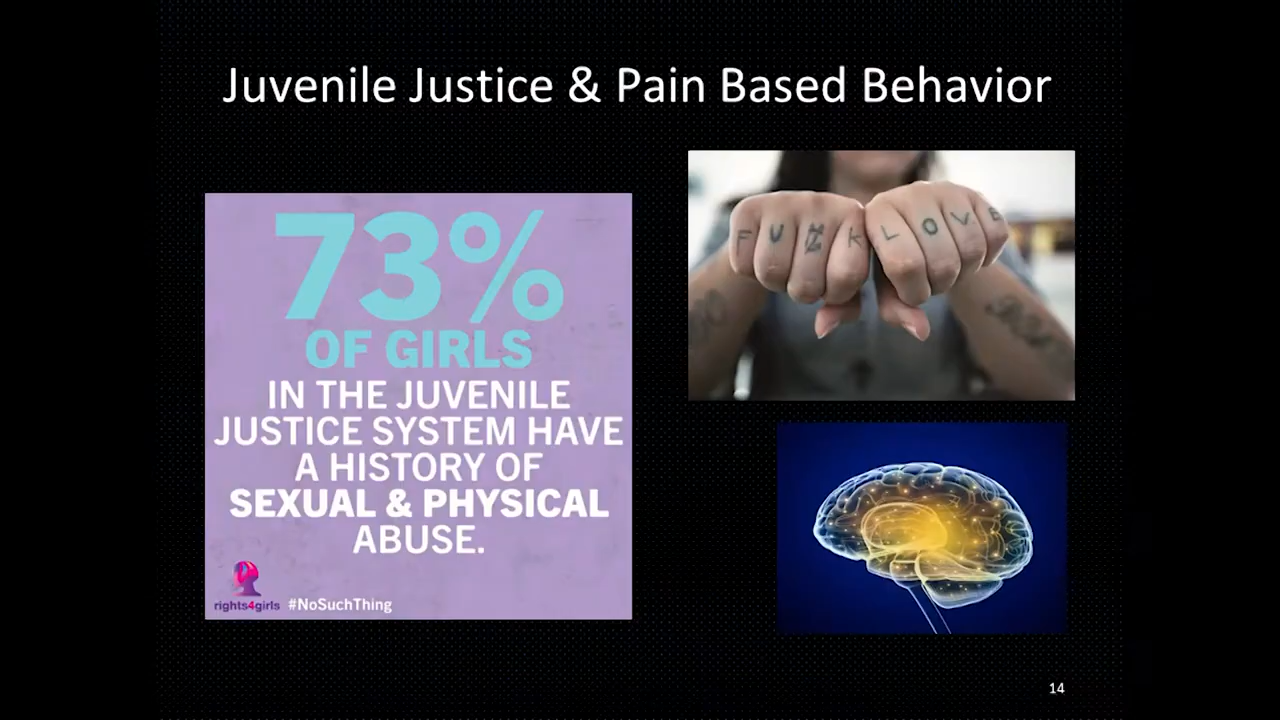 Juvenile Justice & Pain Based Behavior
73%
OF GIRLS
IN THE JUVENILE
JUSTICE SYSTEM HAVE
A HISTORY OF
SEXUAL & PHYSICAL
ABUSE.
rights4girls #NoSuchThing
LOVE
14